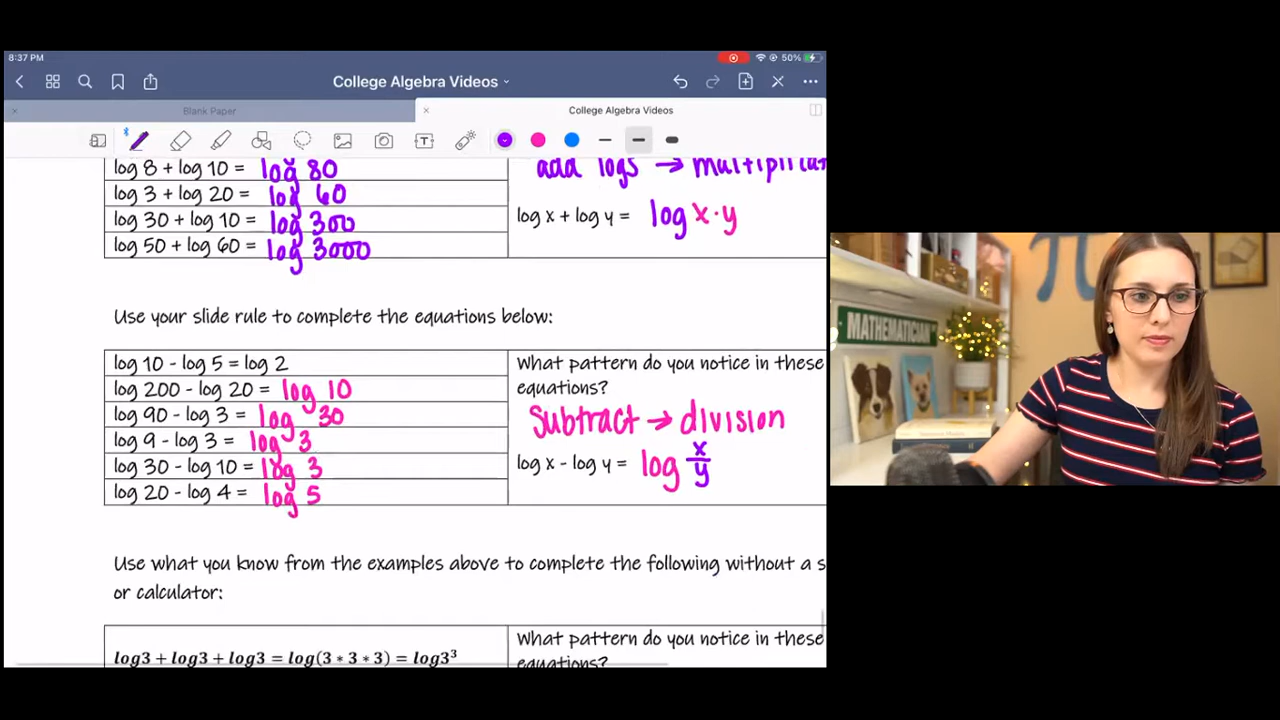 8:37 PM
50%
College Algebra Videos
Blank Paper
College Algebra Videos
log 8 + log 10 = log 80
log 3 + log 20 = log 60
log 30 + log 10 = log 300
log 50 + log 60 = log 3000
add logs → multiplicat
log x + log y = log x·y
Use your slide rule to complete the equations below:
log 10 - log 5 = log 2
log 200 - log 20 = log 10
log 90 - log 3 = log 30
log 9 - log 3 = log 3
log 30 - log 10 = log 3
log 20 - log 4 = log 5
What pattern do you notice in these
equations?
Subtract → division
log x - log y = log x/y
Use what you know from the examples above to complete the following without a s
or calculator:
log3 + log3 + log3 = log(3 * 3 * 3) = log3³
What pattern do you notice in these
equations?
MATHEMATICIAN